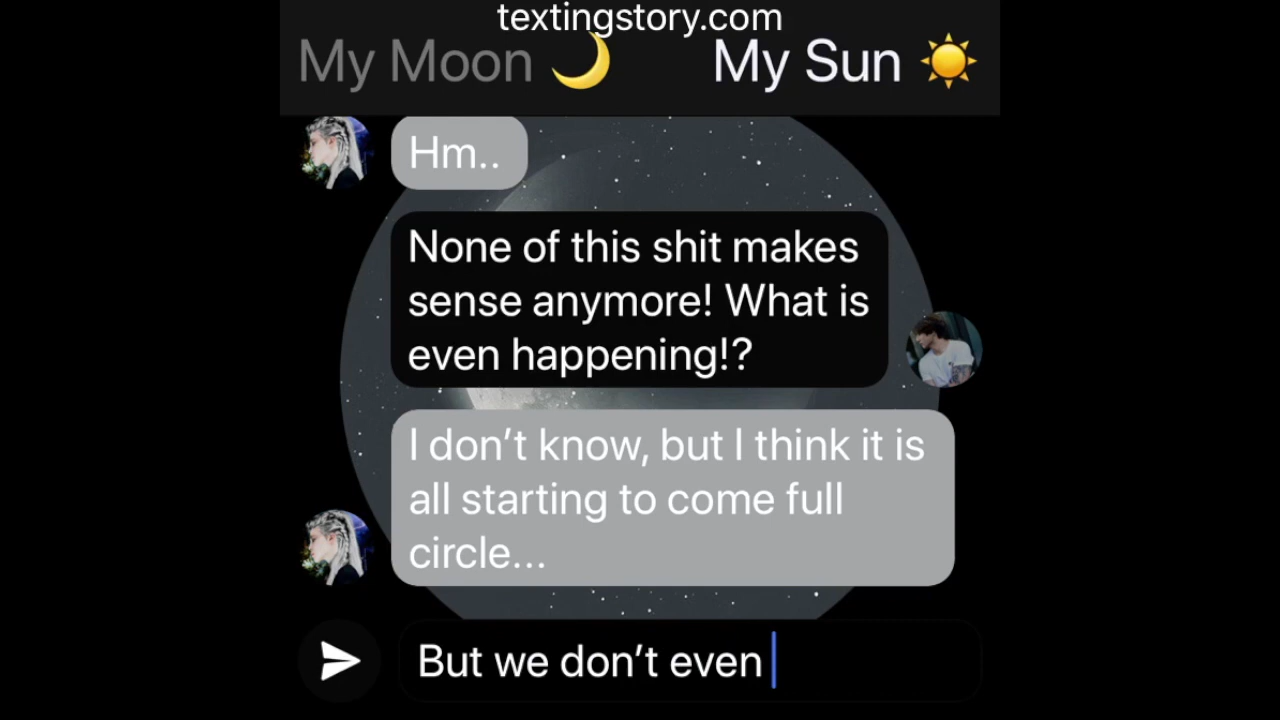 textingstory.com
My Moon 🌙 My Sun ☀️
Hm..
None of this shit makes
sense anymore! What is
even happening!?
I don’t know, but I think it is
all starting to come full
circle...
But we don’t even